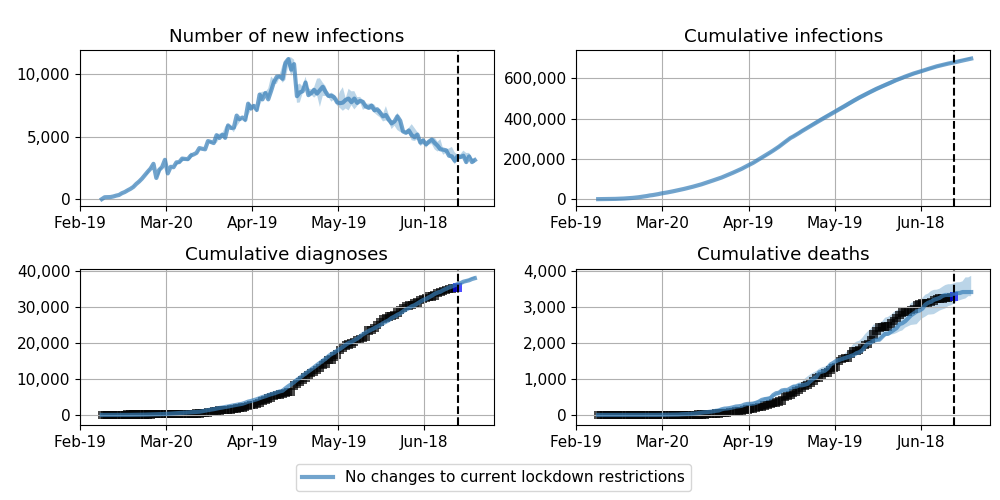 Number of new infections
10,000
5,000
0
Feb-19 Mar-20 Apr-19 May-19 Jun-18
Cumulative infections
600,000
400,000
200,000
0
Feb-19 Mar-20 Apr-19 May-19 Jun-18
Cumulative diagnoses
40,000
30,000
20,000
10,000
0
Feb-19 Mar-20 Apr-19 May-19 Jun-18
Cumulative deaths
4,000
3,000
2,000
1,000
0
Feb-19 Mar-20 Apr-19 May-19 Jun-18
No changes to current lockdown restrictions